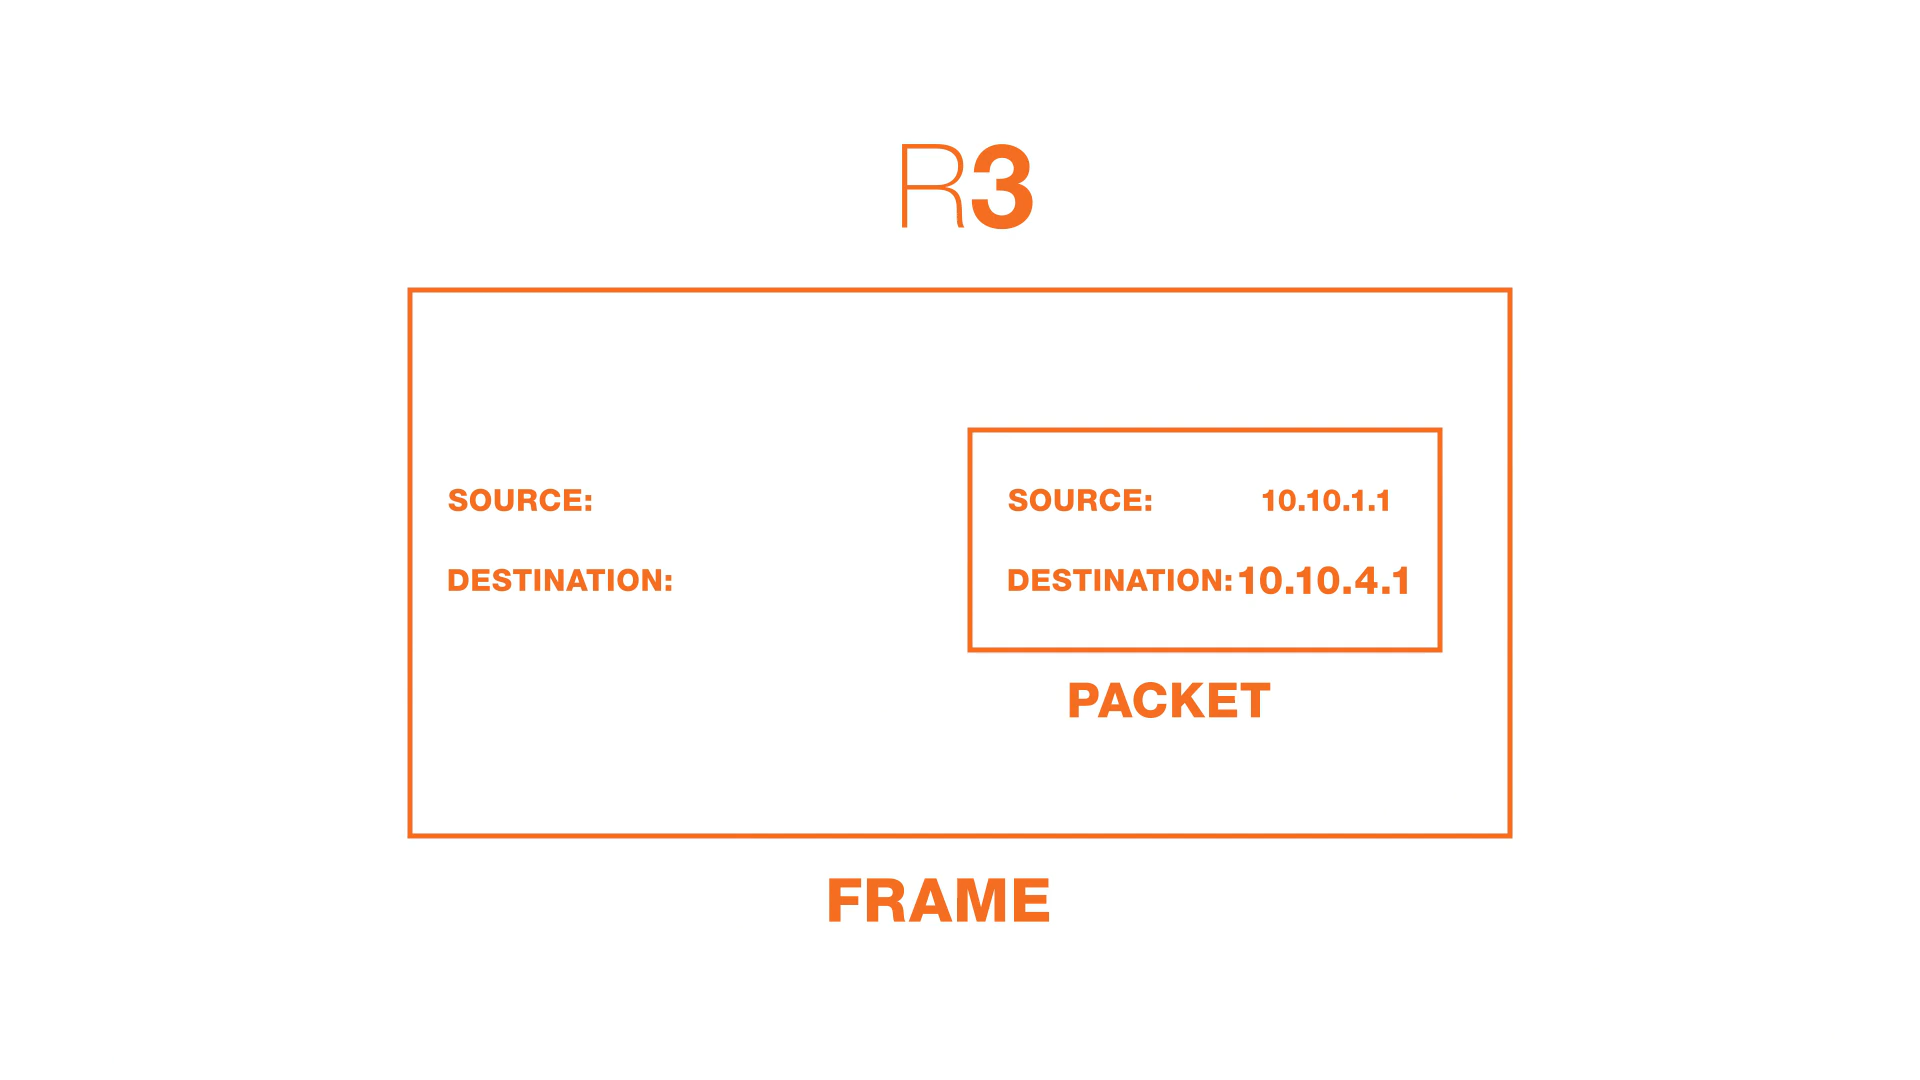 R3
SOURCE:
DESTINATION:
SOURCE: 10.10.1.1
DESTINATION: 10.10.4.1
PACKET
FRAME